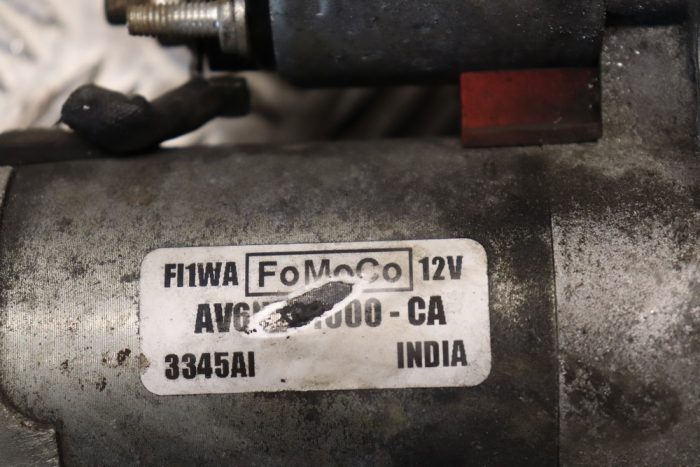 FI1WA FoMoCo 12V
- CA
3345AI INDIA